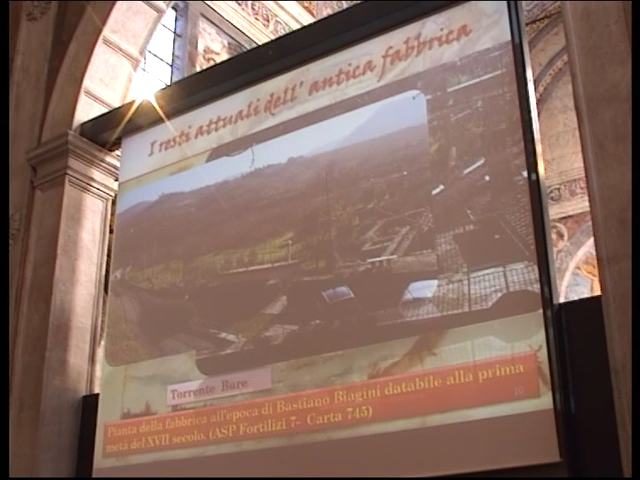 I resti attuali dell' antica fabbrica
Torrente Bure
Pianta della fabbrica all'epoca di Bastiano Biagini databile alla prima
metà del XVII secolo. (ASP Fortilizi 7- Carta 745)
10